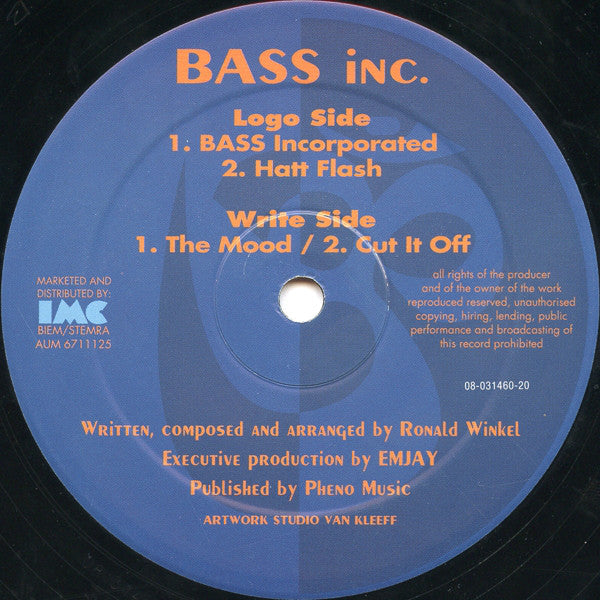 BASS inc.
Logo Side
1. BASS Incorporated
2. Hatt Flash
Write Side
1. The Mood / 2. Cut It Off
MARKETED AND
DISTRIBUTED BY:
IMC
BIEM/STEMRA
AUM 6711125
all rights of the producer
and of the owner of the work
reproduced reserved, unauthorised
copying, hiring, lending, public
performance and broadcasting of
this record prohibited
08-031460-20
Written, composed and arranged by Ronald Winkel
Executive production by EMJAY
Published by Pheno Music
ARTWORK STUDIO VAN KLEEFF